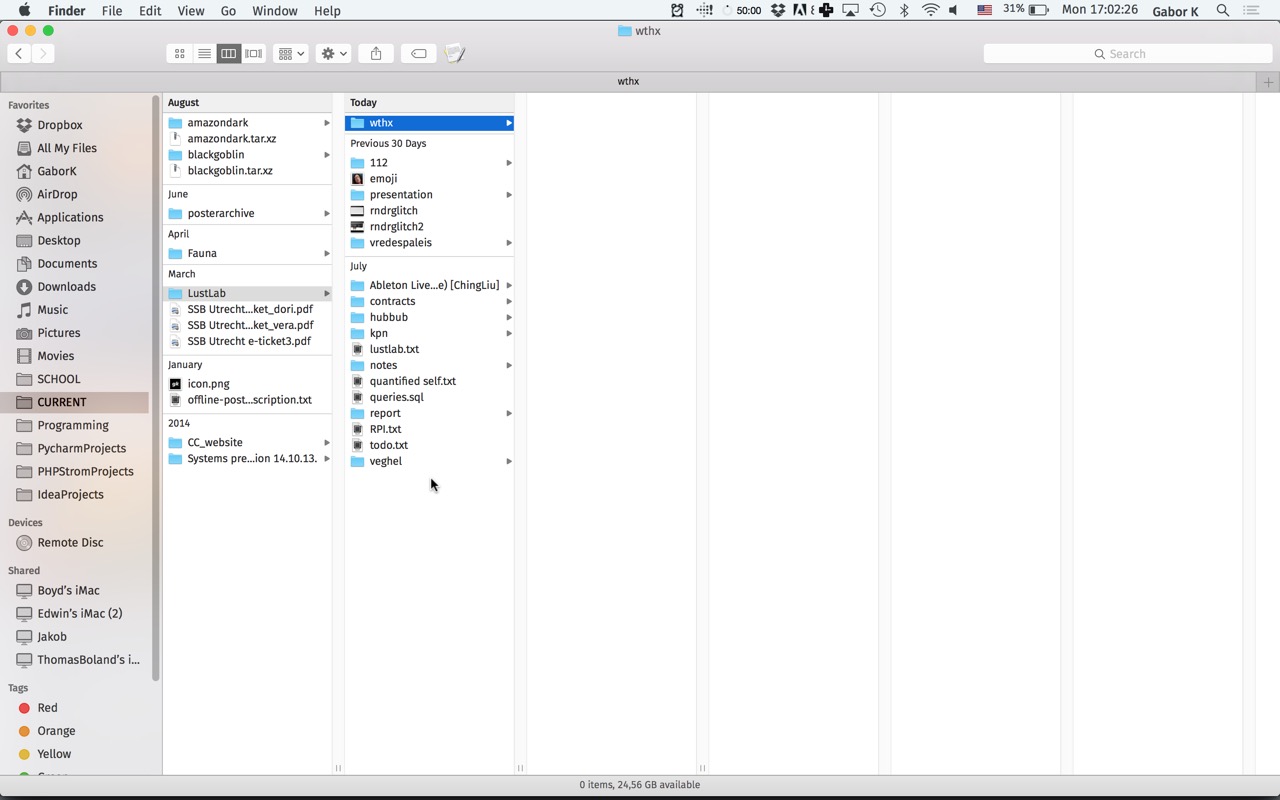 Finder File Edit View Go Window Help 50:00 31% Mon 17:02:26 Gabor K
wthx
Search
wthx
Favorites
Dropbox
All My Files
GaborK
AirDrop
Applications
Desktop
Documents
Downloads
Music
Pictures
Movies
SCHOOL
CURRENT
Programming
PycharmProjects
PHPStromProjects
IdeaProjects
Devices
Remote Disc
Shared
Boyd's iMac
Edwin's iMac (2)
Jakob
ThomasBoland's i...
Tags
Red
Orange
Yellow
August
amazondark
amazondark.tar.xz
blackgoblin
blackgoblin.tar.xz
June
posterarchive
April
Fauna
March
LustLab
SSB Utrecht...ket_dori.pdf
SSB Utrecht...ket_vera.pdf
SSB Utrecht e-ticket3.pdf
January
icon.png
offline-post...scription.txt
2014
CC_website
Systems pre...ion 14.10.13.
Today
wthx
Previous 30 Days
112
emoji
presentation
rndrglitch
rndrglitch2
vredespaleis
July
Ableton Live...e) [ChingLiu]
contracts
hubbub
kpn
lustlab.txt
notes
quantified self.txt
queries.sql
report
RPI.txt
todo.txt
veghel
0 items, 24,56 GB available